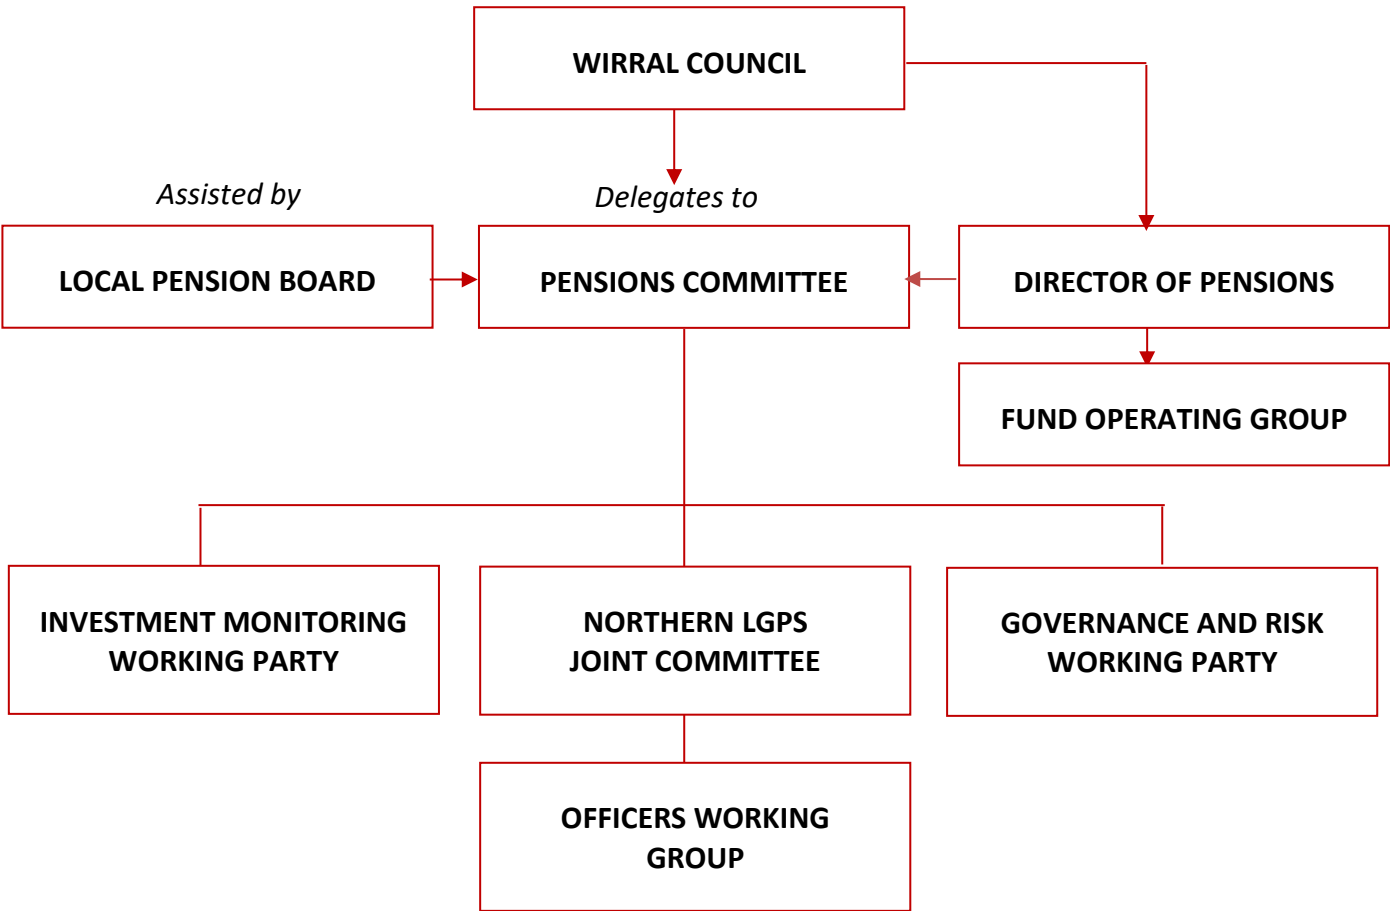 WIRRAL COUNCIL
Assisted by
Delegates to
LOCAL PENSION BOARD
PENSIONS COMMITTEE
DIRECTOR OF PENSIONS
FUND OPERATING GROUP
INVESTMENT MONITORING
WORKING PARTY
NORTHERN LGPS
JOINT COMMITTEE
GOVERNANCE AND RISK
WORKING PARTY
OFFICERS WORKING
GROUP